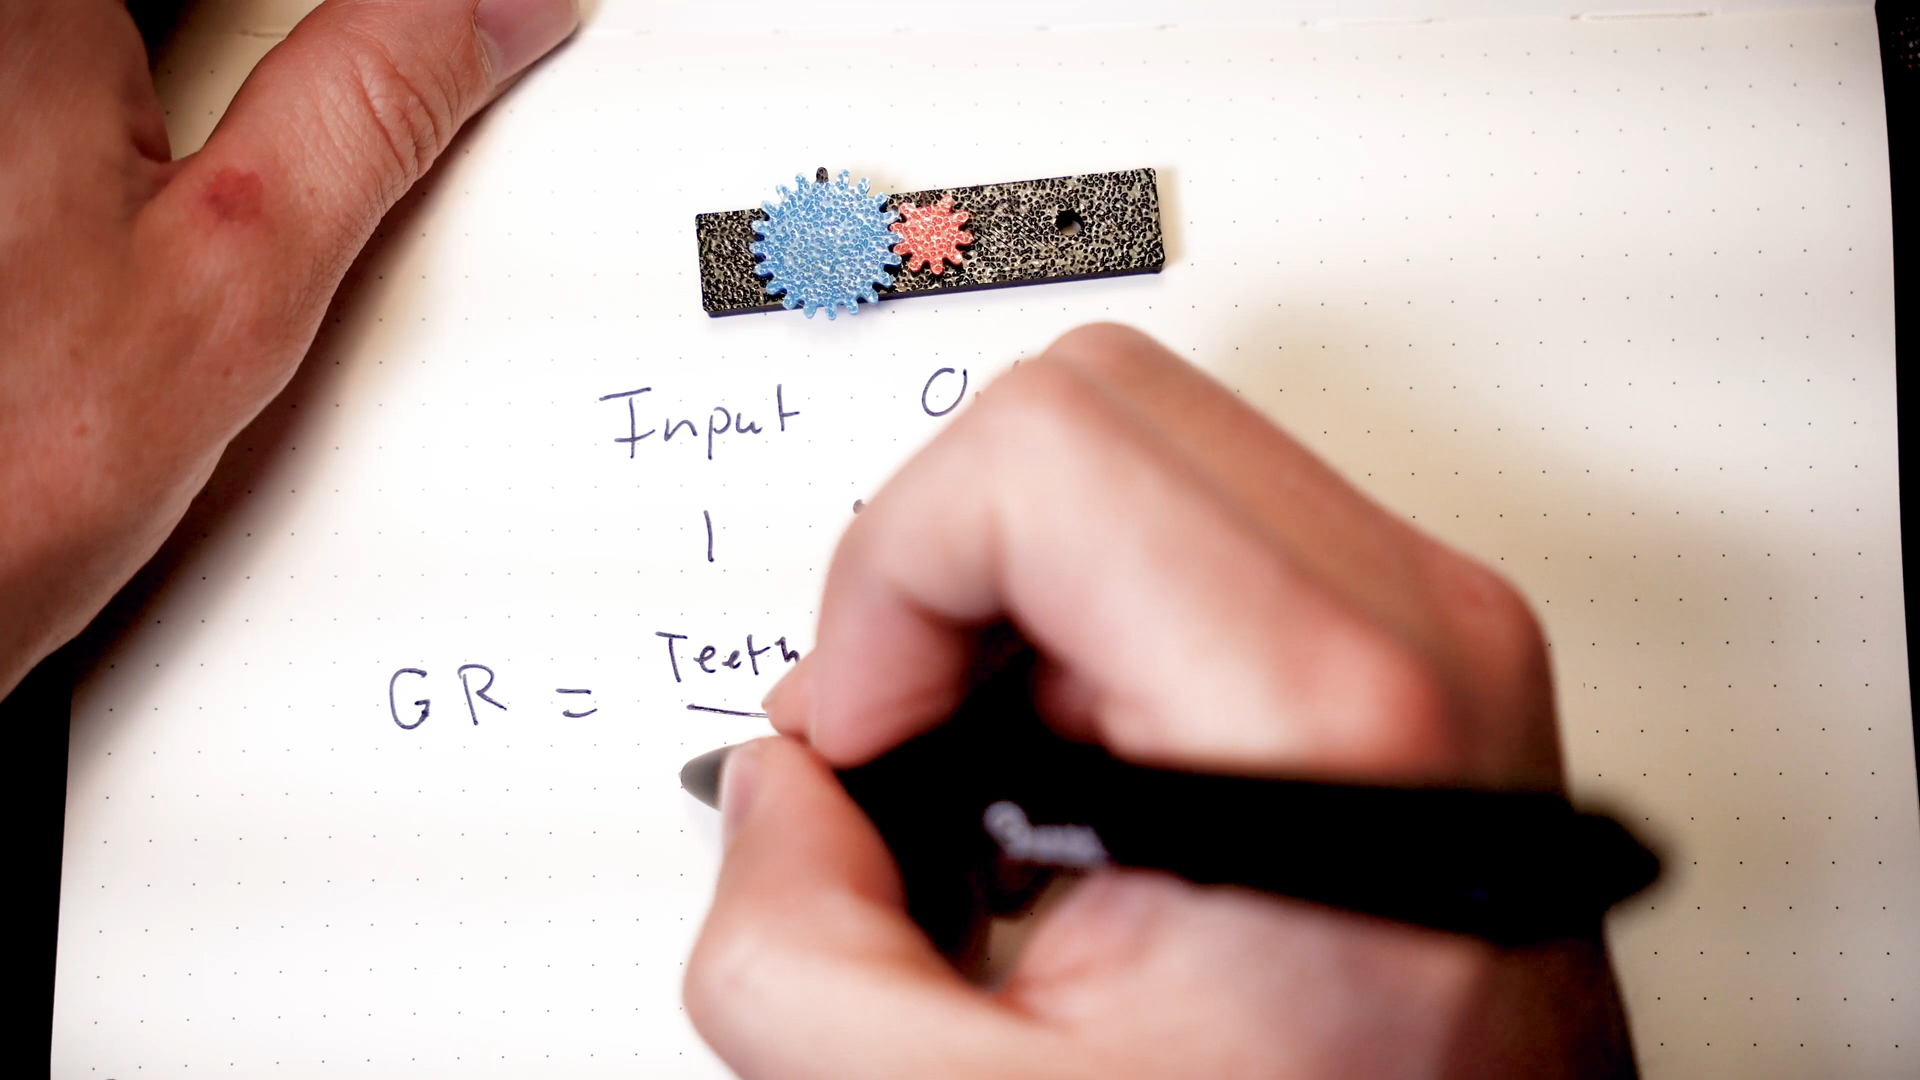 Input O
1
GR = Teeth